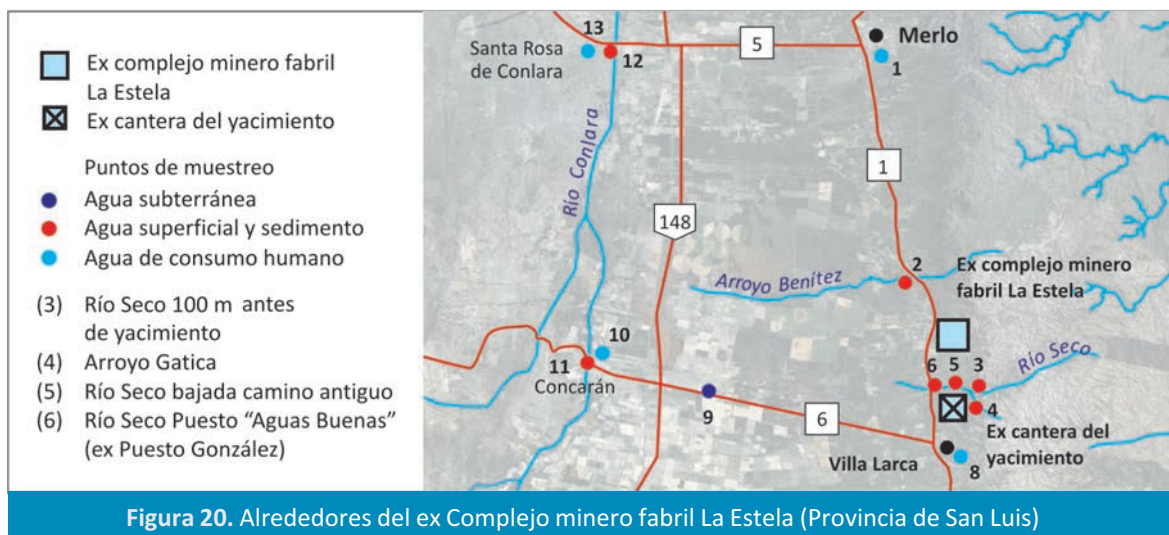 Ex complejo minero fabril
La Estela
Ex cantera del yacimiento
Puntos de muestreo
Agua subterránea
Agua superficial y sedimento
Agua de consumo humano
(3) Río Seco 100 m antes
de yacimiento
(4) Arroyo Gatica
(5) Río Seco bajada camino antiguo
(6) Río Seco Puesto “Aguas Buenas”
(ex Puesto González)
13
Santa Rosa
de Conlara
12
5
Merlo
1
Río Conlara
1
148
2
Arroyo Benítez
Ex complejo minero
fabril La Estela
Río Seco
6 5 3
4
10
11
Concarán
9
6
Ex cantera del
yacimiento
Villa Larca
8
Figura 20. Alrededores del ex Complejo minero fabril La Estela (Provincia de San Luis)